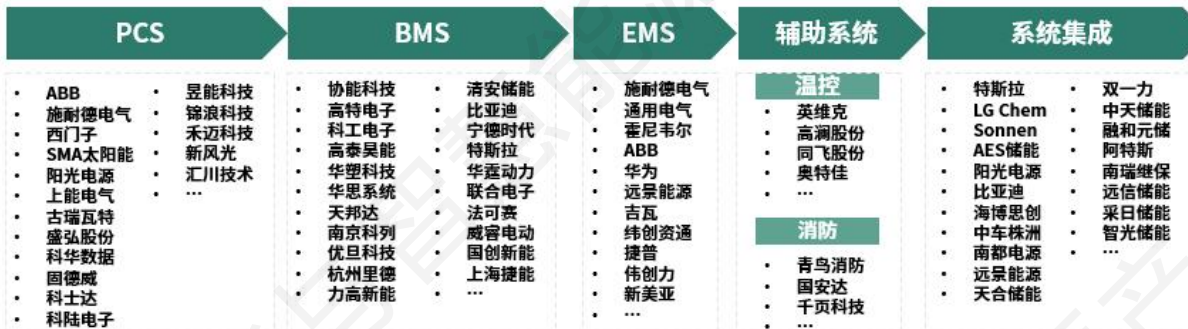 PCS
ABB
施耐德电气
西门子
SMA太阳能
阳光电源
上能电气
古瑞瓦特
盛弘股份
科华数据
固德威
科士达
科陆电子
昱能科技
锦浪科技
禾迈科技
新风光
汇川技术
…
BMS
协能科技
高特电子
科工电子
高泰昊能
华塑科技
华思系统
天邦达
南京科列
优旦科技
杭州里德
力高新能
清安储能
比亚迪
宁德时代
特斯拉
华霆动力
联合电子
法可赛
威睿电动
国创新能
上海捷能
…
EMS
施耐德电气
通用电气
霍尼韦尔
ABB
华为
远景能源
吉瓦
纬创资通
捷普
伟创力
新美亚
…
辅助系统
温控
英维克
高澜股份
同飞股份
奥特佳
…
消防
青鸟消防
国安达
千页科技
…
系统集成
特斯拉
LG Chem
Sonnen
AES储能
阳光电源
比亚迪
海博思创
中车株洲
南都电源
远景能源
天合储能
双一力
中天储能
融和元储
阿特斯
南瑞继保
远信储能
采日储能
智光储能
…